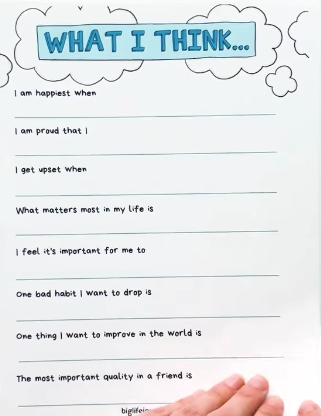 WHAT I THINK...
I am happiest when
I am proud that I
I get upset when
What matters most in my life is
I feel it's important for me to
One bad habit I want to drop is
One thing I want to improve in the world is
The most important quality in a friend is